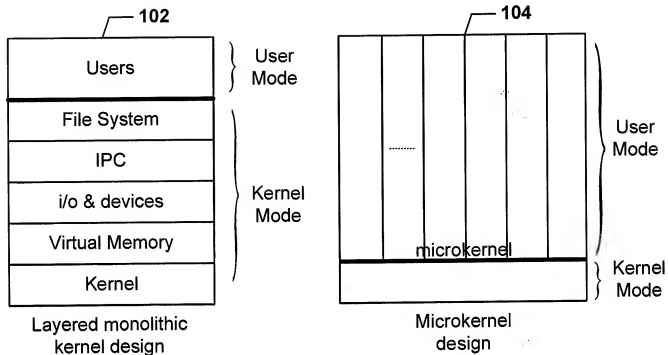 102
Users
User
Mode
File System
IPC
i/o & devices
Virtual Memory
Kernel
Kernel
Mode
Layered monolithic
kernel design
104
User
Mode
microkernel
Kernel
Mode
Microkernel
design